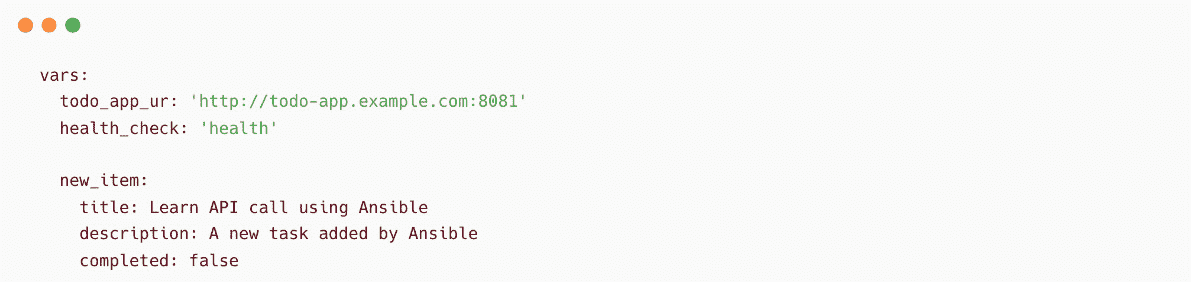 vars:
  todo_app_ur: 'http://todo-app.example.com:8081'
  health_check: 'health'

  new_item:
    title: Learn API call using Ansible
    description: A new task added by Ansible
    completed: false